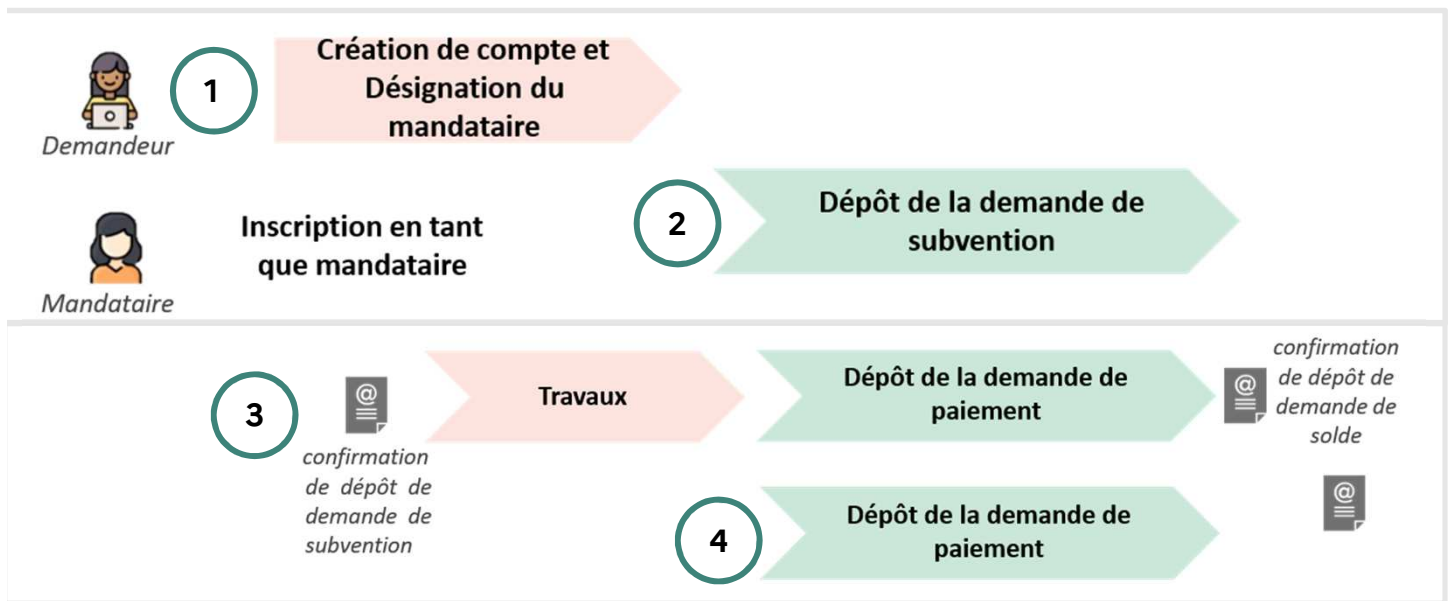 1
Création de compte et
Désignation du
mandataire
Demandeur
2
Dépôt de la demande de
subvention
Inscription en tant
que mandataire
Mandataire
3
@
confirmation
de dépôt de
demande de
subvention
Travaux
Dépôt de la demande de
paiement
@
confirmation
de dépôt de
demande de
solde
4
Dépôt de la demande de
paiement
@